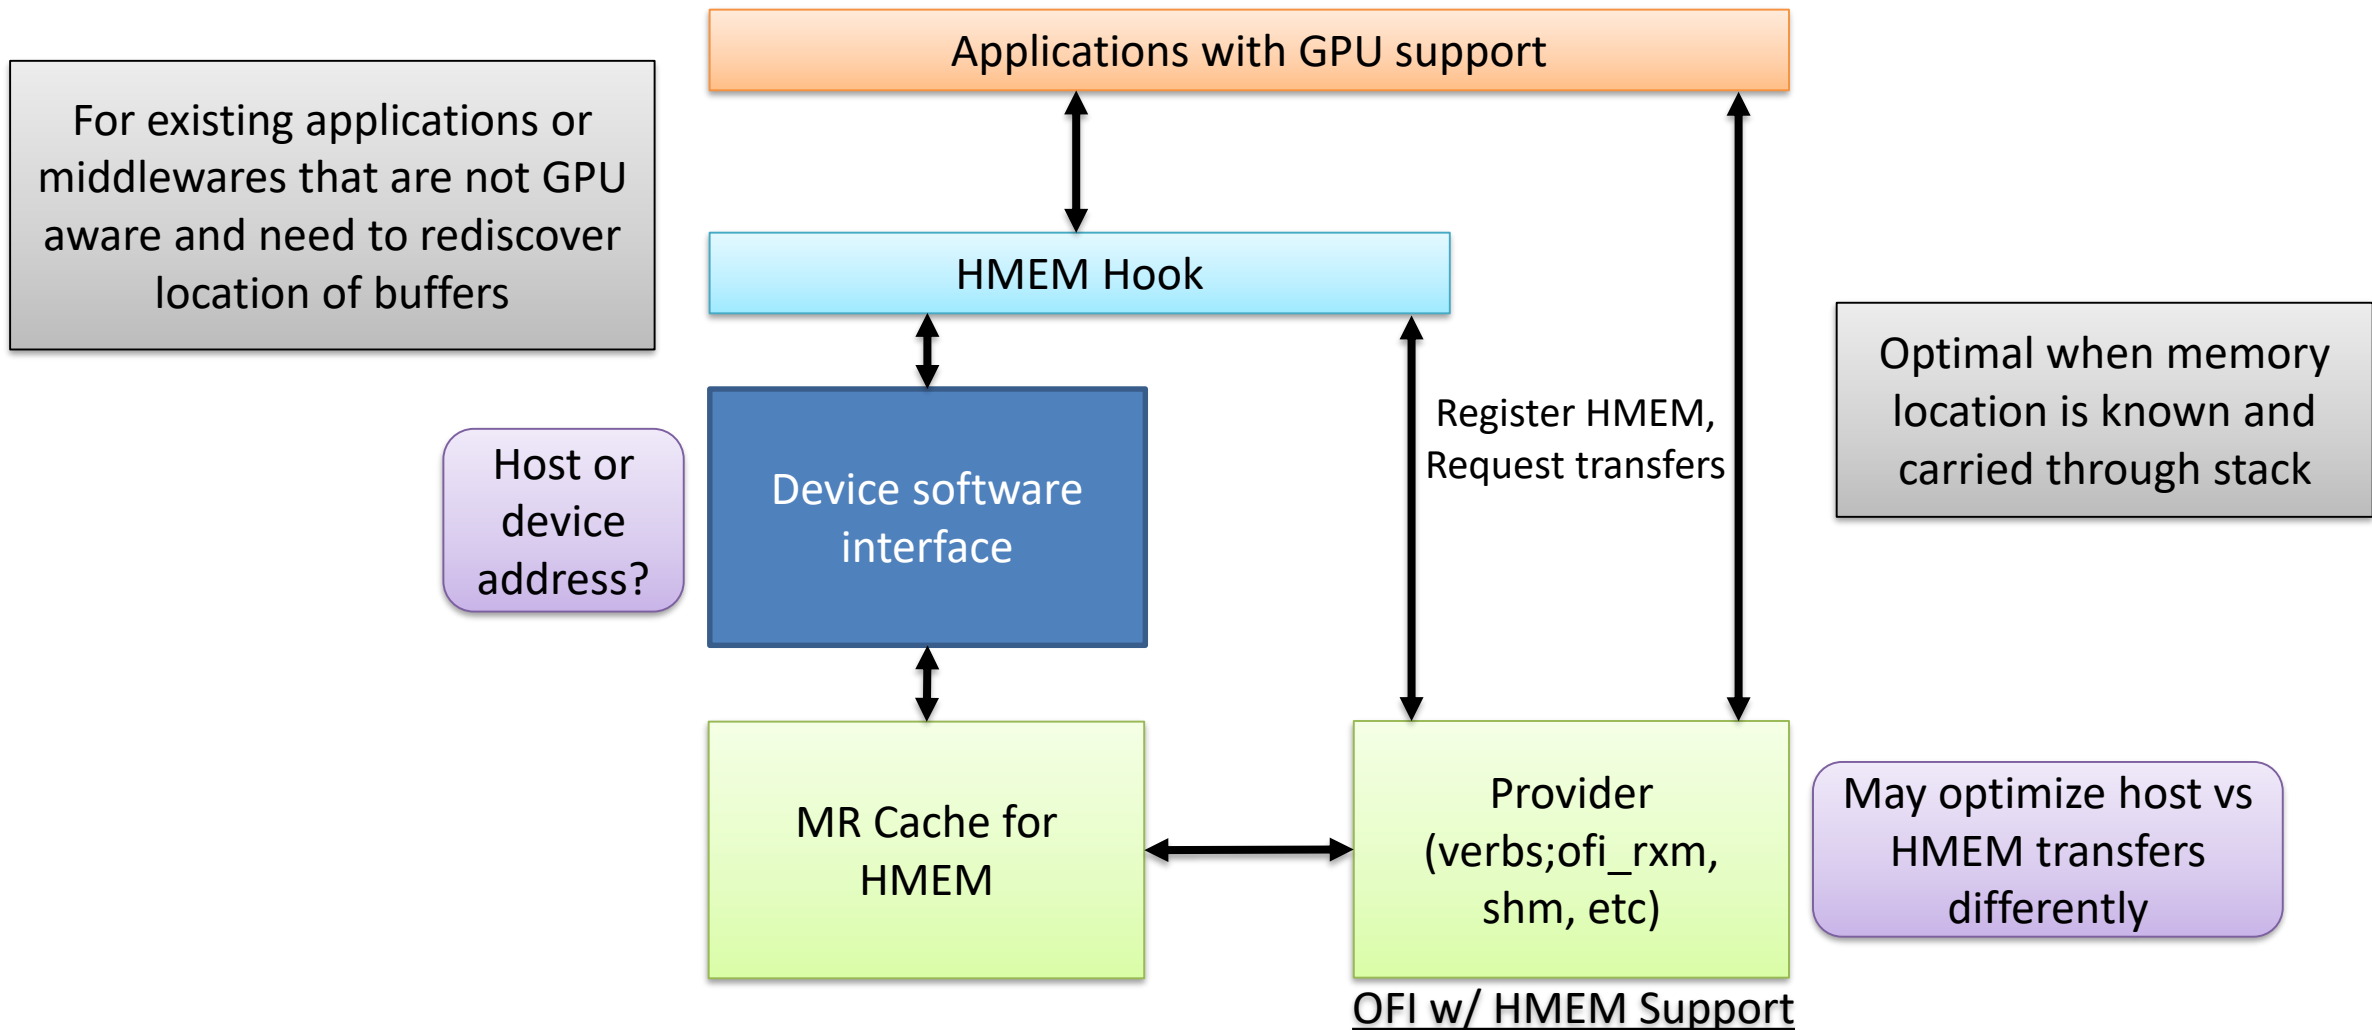 Applications with GPU support
For existing applications or
middlewares that are not GPU
aware and need to rediscover
location of buffers
HMEM Hook
Optimal when memory
location is known and
carried through stack
Register HMEM,
Request transfers
Host or
device
address?
Device software
interface
MR Cache for
HMEM
Provider
(verbs;ofi_rxm,
shm, etc)
May optimize host vs
HMEM transfers
differently
OFI w/ HMEM Support